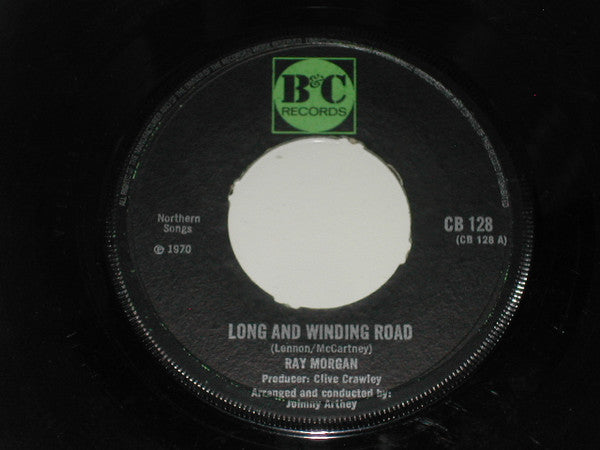 B&C
RECORDS
Northern
Songs
℗ 1970
CB 128
(CB 128 A)
LONG AND WINDING ROAD
(Lennon/McCartney)
RAY MORGAN
Producer: Clive Crawley
Arranged and conducted by:
Johnny Arthey